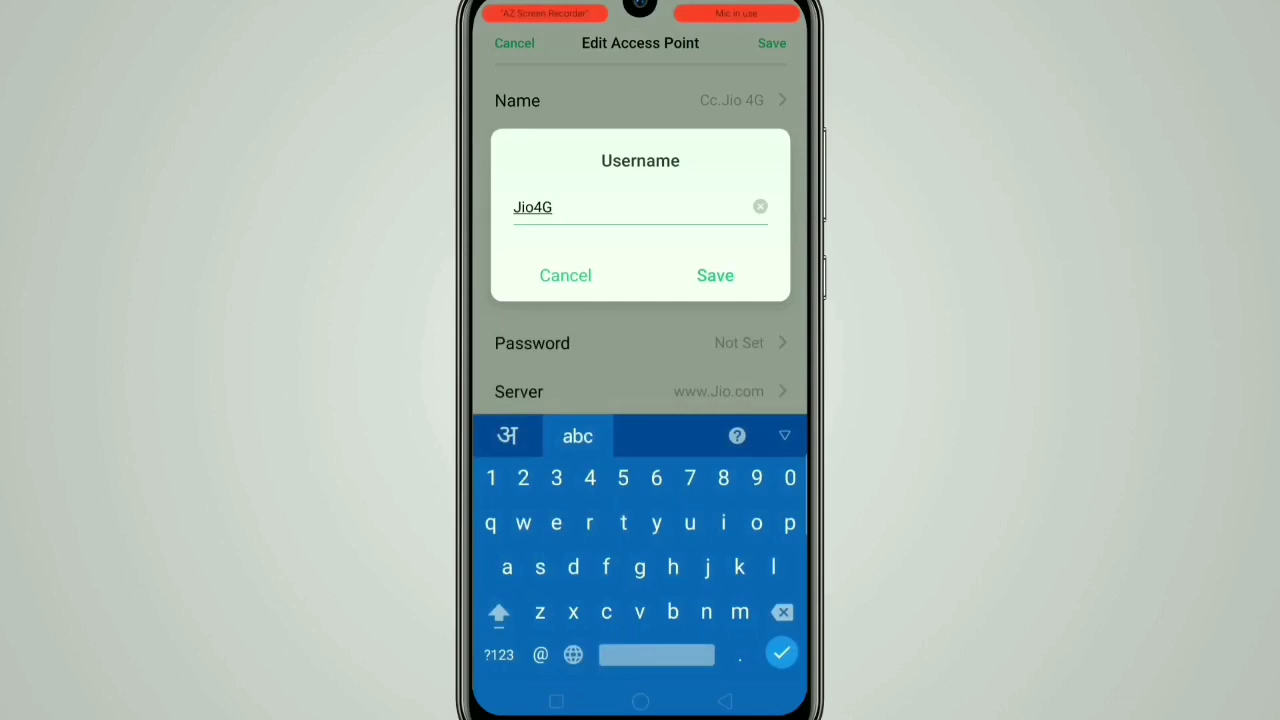 "AZ Screen Recorder" Mic in use
Cancel Edit Access Point Save
Name Cc.Jio 4G
Username
Jio4G
Cancel Save
Password Not Set
Server www.Jio.com
अ abc ?
1 2 3 4 5 6 7 8 9 0
q w e r t y u i o p
a s d f g h j k l
z x c v b n m
?123 @ .